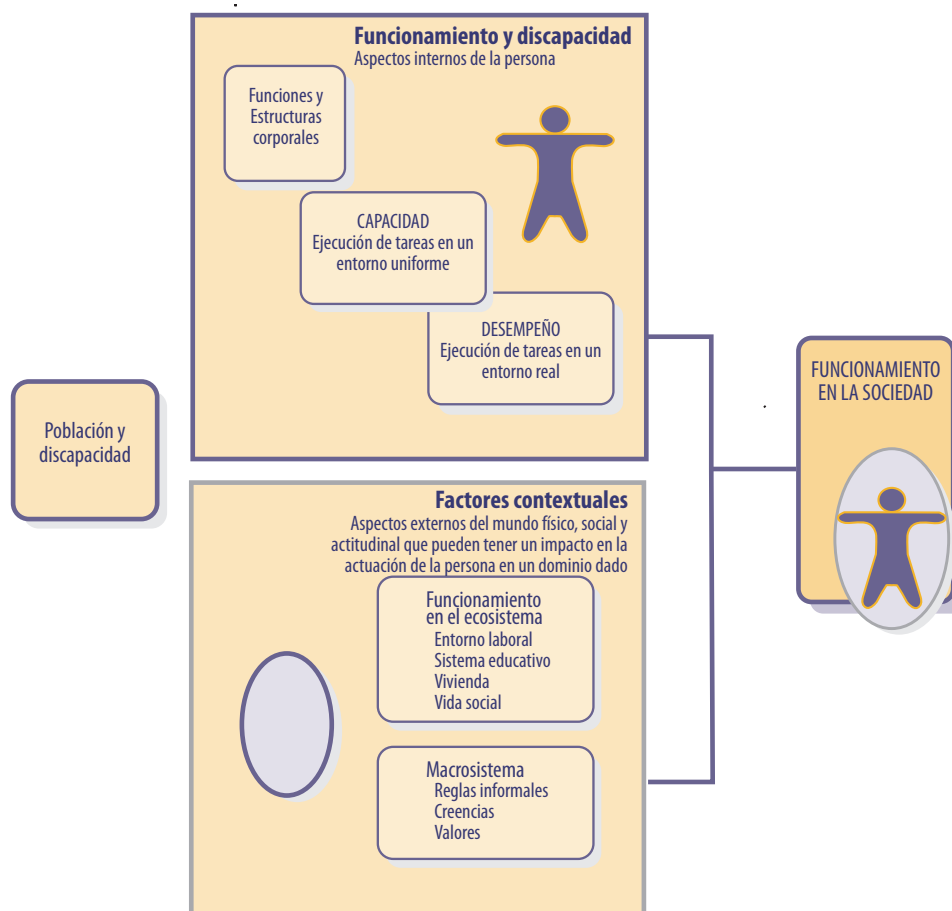 Funcionamiento y discapacidad
Aspectos internos de la persona
Funciones y
Estructuras
corporales
CAPACIDAD
Ejecución de tareas en un
entorno uniforme
DESEMPEÑO
Ejecución de tareas en un
entorno real
Población y
discapacidad
FUNCIONAMIENTO
EN LA SOCIEDAD
Factores contextuales
Aspectos externos del mundo físico, social y
actitudinal que pueden tener un impacto en la
actuación de la persona en un dominio dado
Funcionamiento
en el ecosistema
Entorno laboral
Sistema educativo
Vivienda
Vida social
Macrosistema
Reglas informales
Creencias
Valores